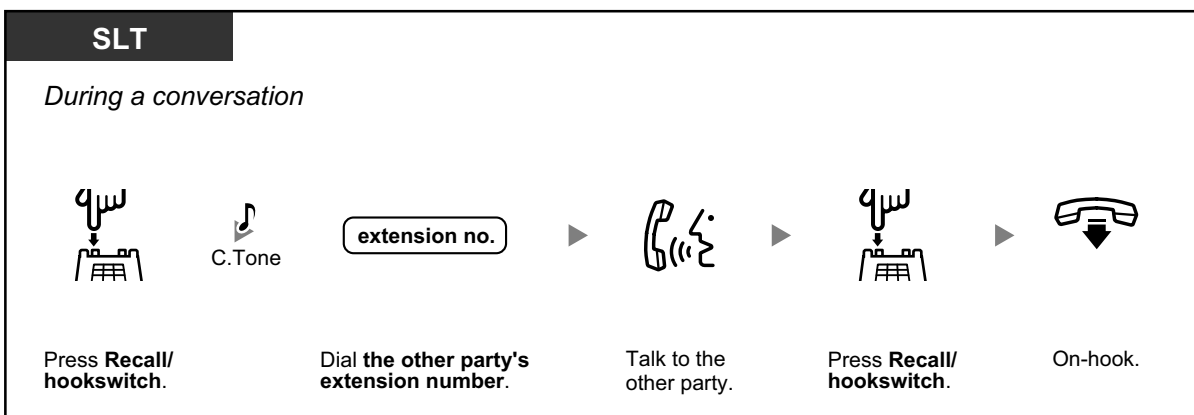 SLT
During a conversation
C.Tone
extension no.
Press Recall/
hookswitch.
Dial the other party's
extension number.
Talk to the
other party.
Press Recall/
hookswitch.
On-hook.